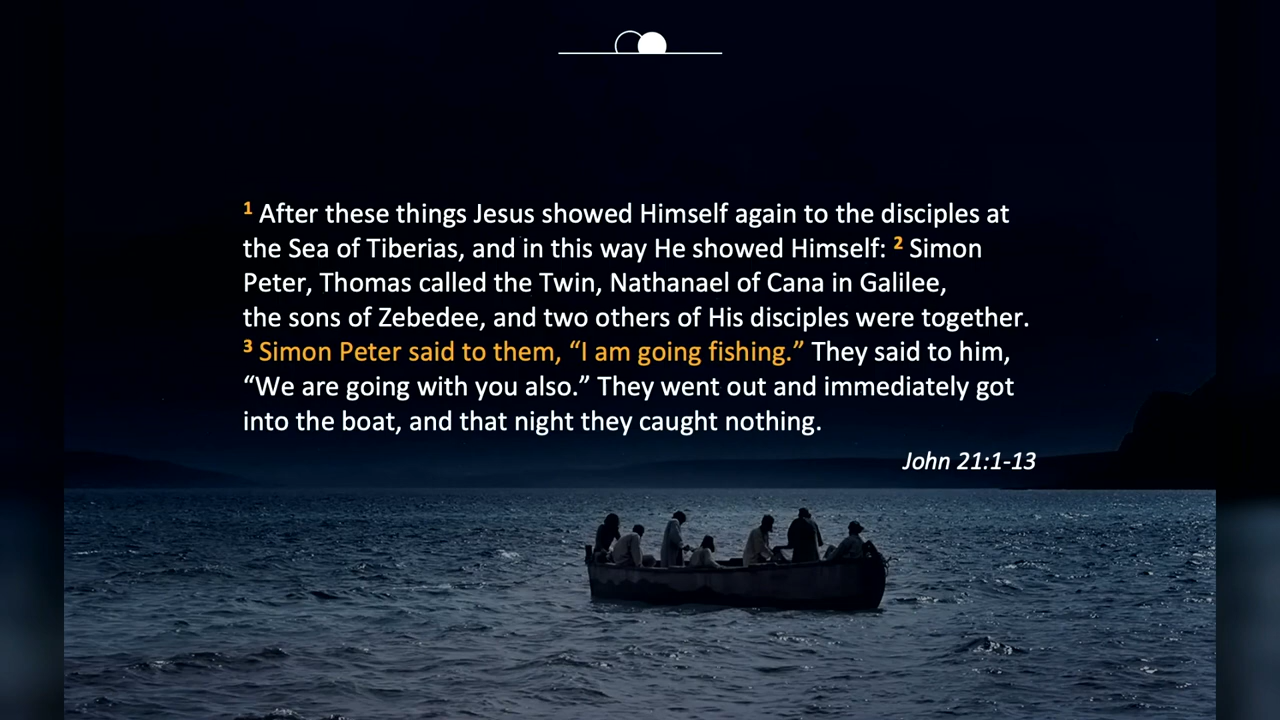 1 After these things Jesus showed Himself again to the disciples at
the Sea of Tiberias, and in this way He showed Himself: 2 Simon
Peter, Thomas called the Twin, Nathanael of Cana in Galilee,
the sons of Zebedee, and two others of His disciples were together.
3 Simon Peter said to them, “I am going fishing.” They said to him,
“We are going with you also.” They went out and immediately got
into the boat, and that night they caught nothing.
John 21:1-13